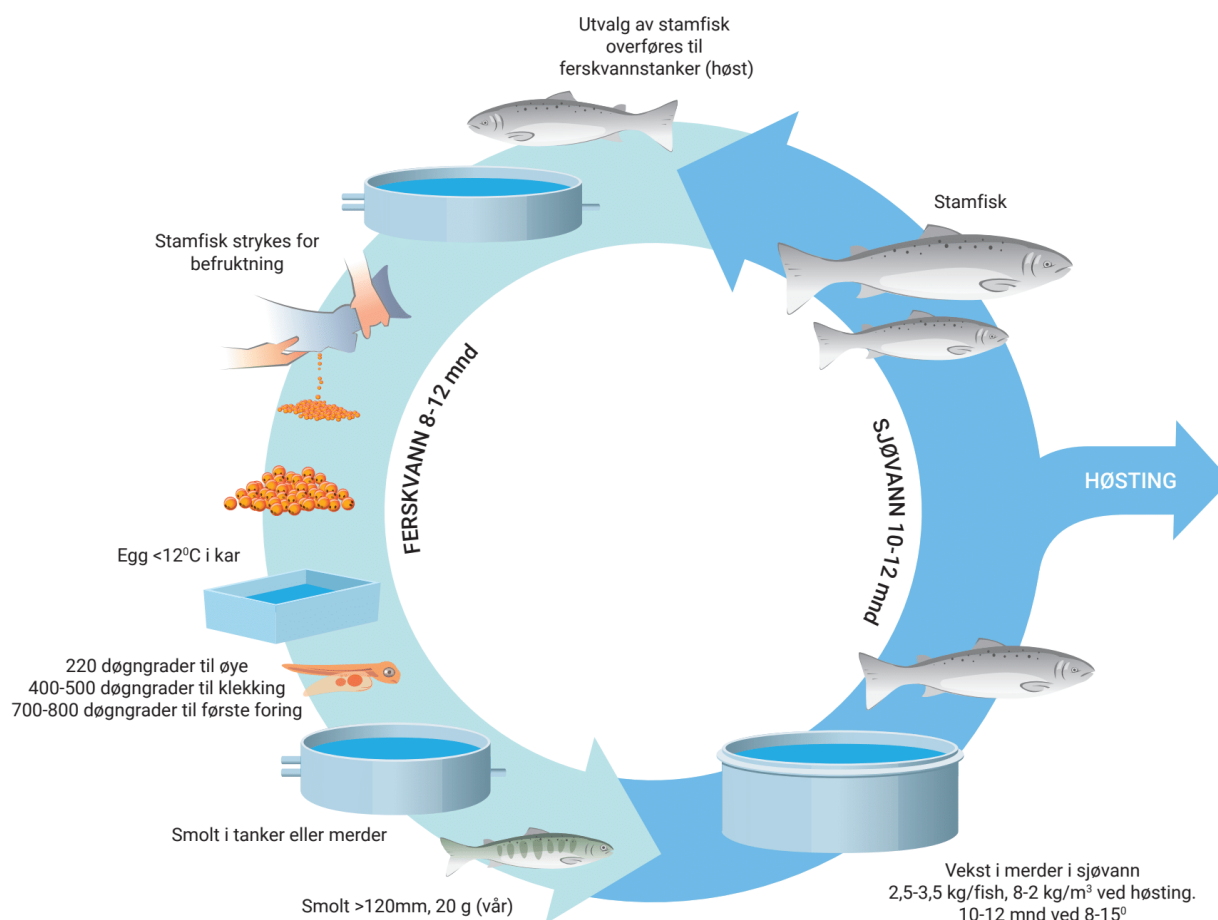 Utvalg av stamfisk
overføres til
ferskvannstanker (høst)
Stamfisk
Stamfisk strykes for
befruktning
FERSKVANN 8-12 mnd
SJØVANN 10-12 mnd
HØSTING
Egg <12⁰C i kar
220 døgngrader til øye
400-500 døgngrader til klekking
700-800 døgngrader til første foring
Smolt i tanker eller merder
Smolt >120mm, 20 g (vår)
Vekst i merder i sjøvann
2,5-3,5 kg/fish, 8-2 kg/m³ ved høsting.
10-12 mnd ved 8-15⁰